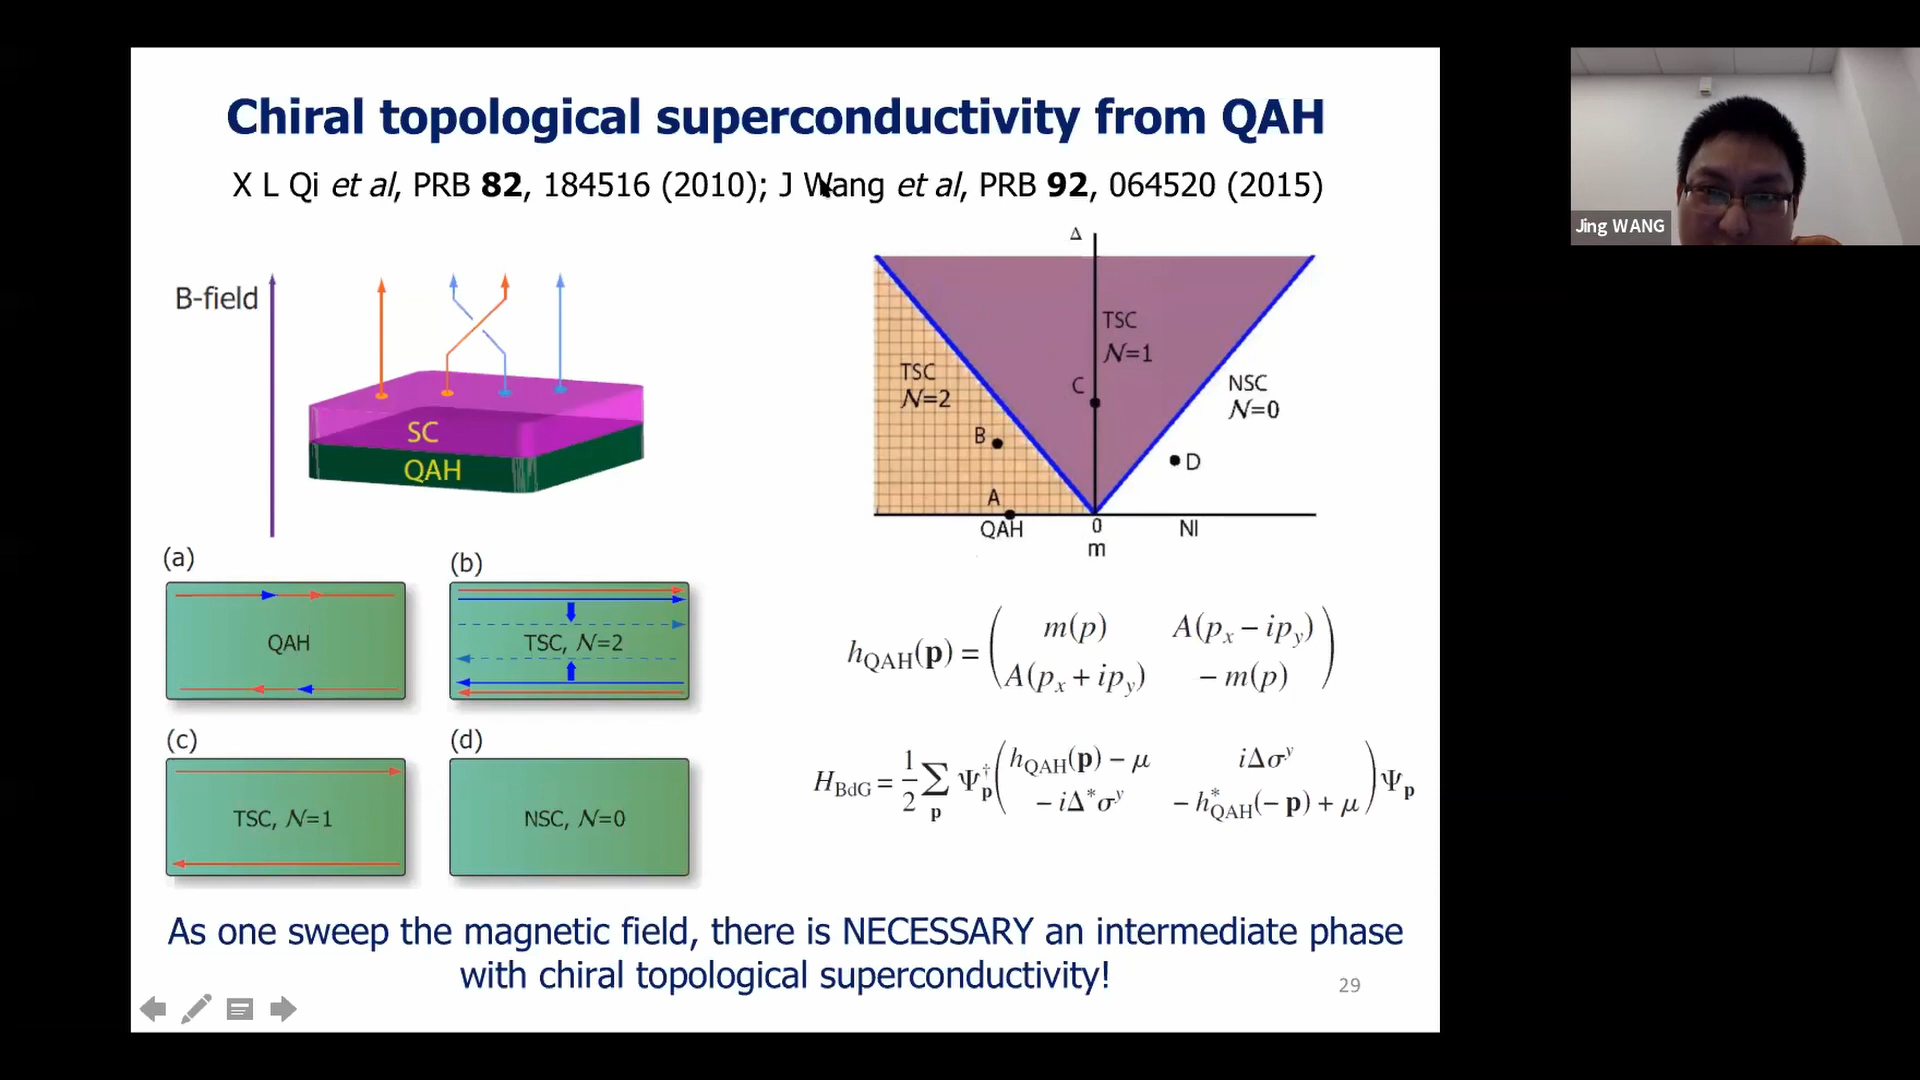 Chiral topological superconductivity from QAH
X L Qi et al, PRB 82, 184516 (2010); J Wang et al, PRB 92, 064520 (2015)
Jing WANG
B-field
SC
QAH
Δ
TSC
𝒩=1
TSC
𝒩=2
C
NSC
𝒩=0
B
D
A
QAH
0
NI
m
(a)
QAH
(b)
TSC, 𝒩=2
(c)
TSC, 𝒩=1
(d)
NSC, 𝒩=0
h_QAH(p) = ( m(p) A(p_x − ip_y)
A(p_x + ip_y) − m(p) )
H_BdG = 1/2 ∑_p Ψ_p^† ( h_QAH(p) − μ iΔσ^y
− iΔ*σ^y − h*_QAH(− p) + μ ) Ψ_p
As one sweep the magnetic field, there is NECESSARY an intermediate phase
with chiral topological superconductivity!
29